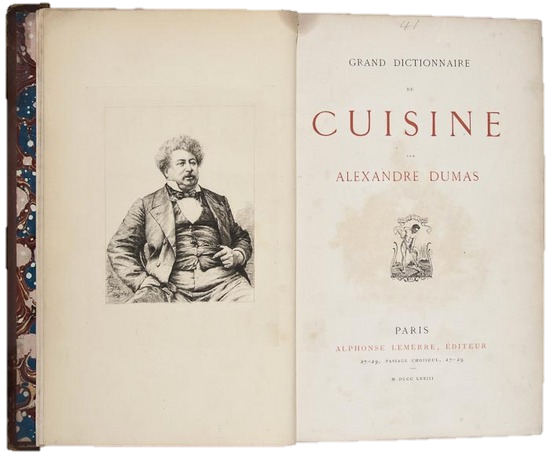 41
GRAND DICTIONNAIRE
DE
CUISINE
PAR
ALEXANDRE DUMAS
PARIS
ALPHONSE LEMERRE, ÉDITEUR
27-29, PASSAGE CHOISEUL, 27-29
M DCCC LXXIII